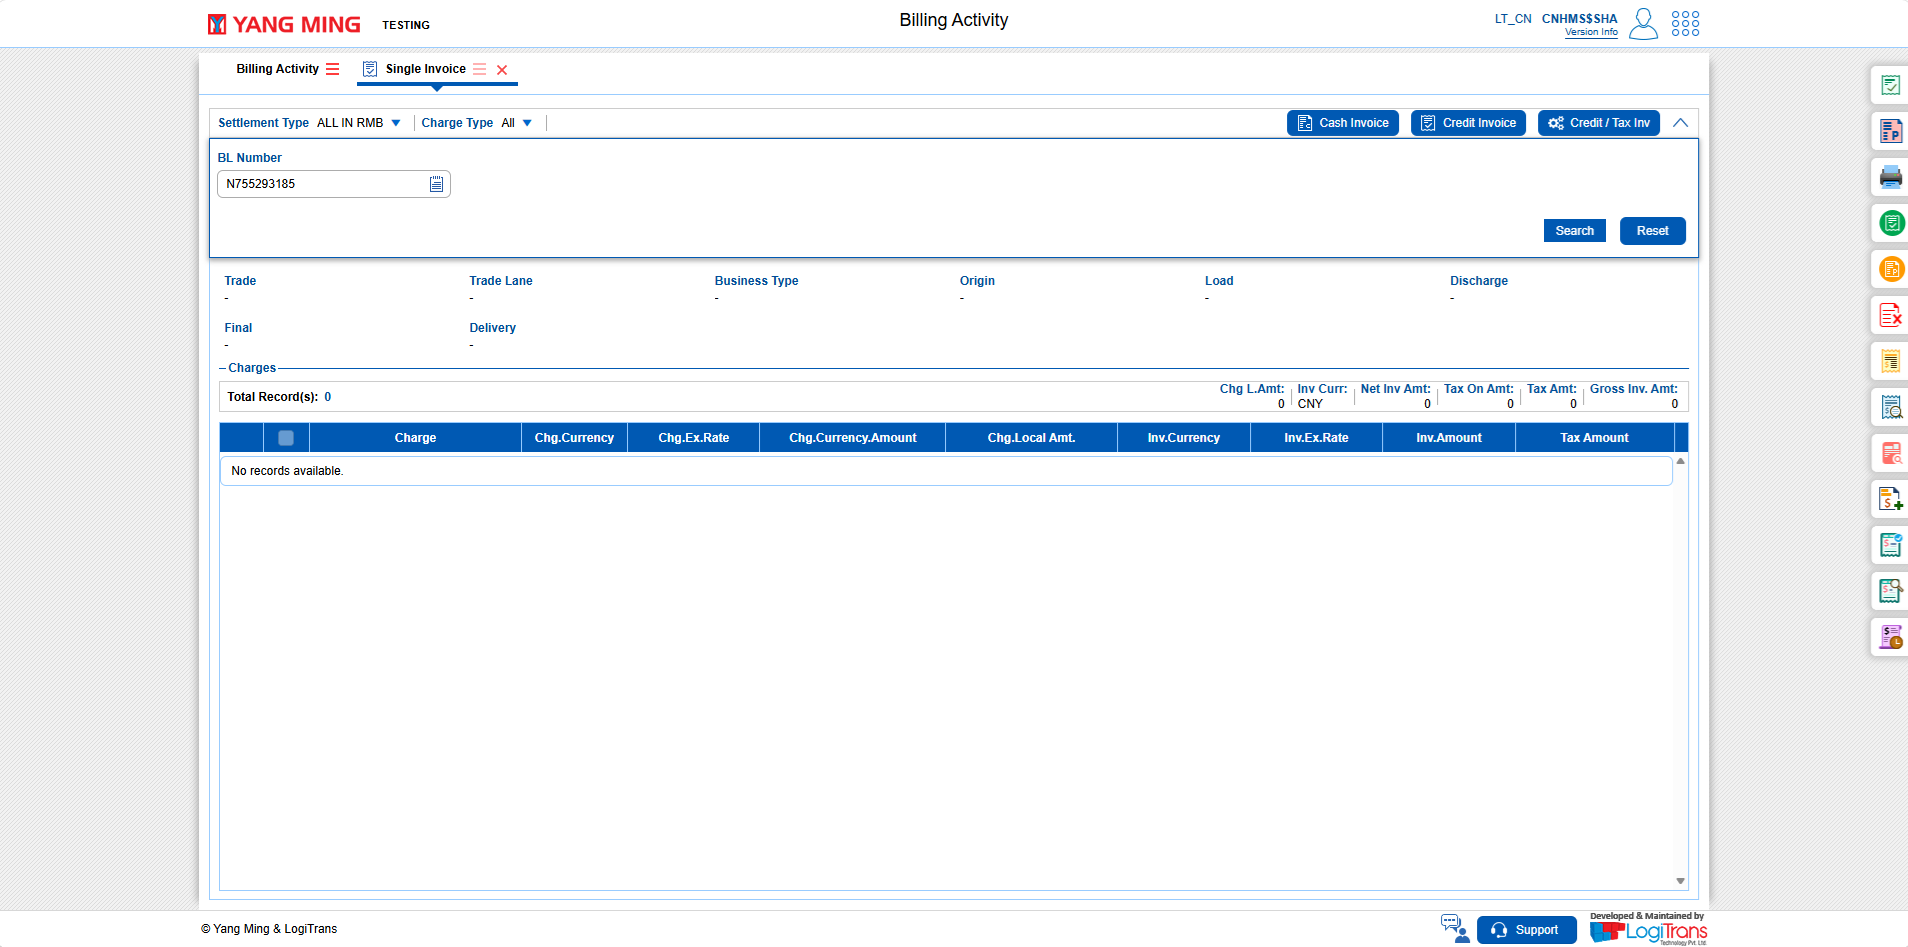 YANG MING TESTING
Billing Activity
LT_CN CNHMS$SHA
Version Info
Billing Activity
Single Invoice
Settlement Type ALL IN RMB
Charge Type All
Cash Invoice
Credit Invoice
Credit / Tax Inv
BL Number
N755293185
Search
Reset
Trade Trade Lane Business Type Origin Load Discharge
- - - - - -
Final Delivery
- -
Charges
Total Record(s): 0
Chg L.Amt: Inv Curr: Net Inv Amt: Tax On Amt: Tax Amt: Gross Inv. Amt:
0 CNY 0 0 0 0
Charge Chg.Currency Chg.Ex.Rate Chg.Currency.Amount Chg.Local Amt. Inv.Currency Inv.Ex.Rate Inv.Amount Tax Amount
No records available.
© Yang Ming & LogiTrans
Support
Developed & Maintained by
LogiTrans
Technology Pvt. Ltd.